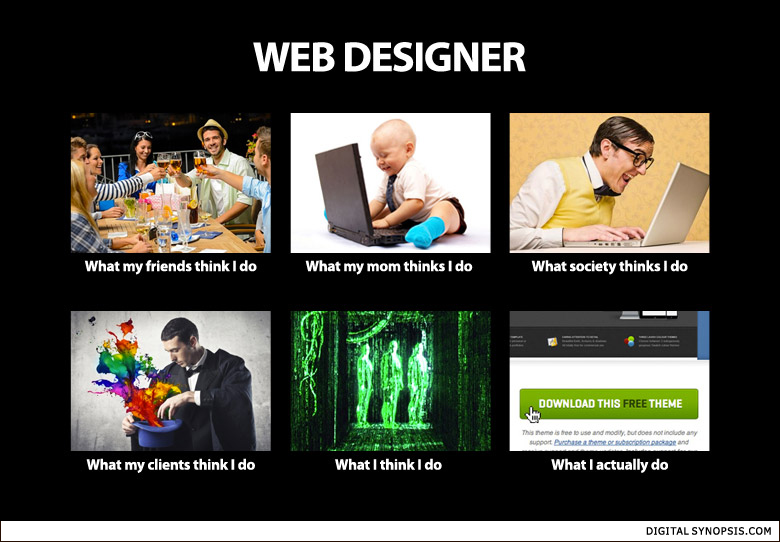 WEB DESIGNER
What my friends think I do
What my mom thinks I do
What society thinks I do
What my clients think I do
What I think I do
DOWNLOAD THIS FREE THEME
This theme is free to use and modify, but does not include any
support. Purchase a theme or subscription package and
What I actually do
DIGITAL SYNOPSIS.COM